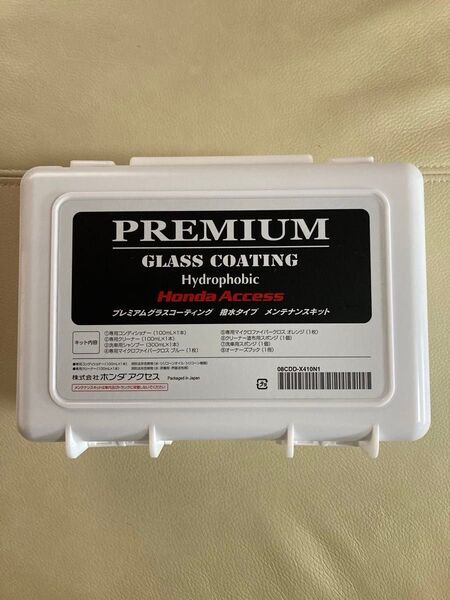 PREMIUM
GLASS COATING
Hydrophobic
Honda Access
プレミアムグラスコーティング 撥水タイプ メンテナンスキット
キット内容
①専用コンディショナー(100mL×1本)
②専用クリーナー(100mL×1本)
③洗車用シャンプー(300mL×1本)
④専用マイクロファイバークロス ブルー(1枚)
⑤専用マイクロファイバークロス オレンジ(1枚)
⑥クリーナー塗布用スポンジ(1個)
⑦洗車用スポンジ(1個)
⑧オーナーズブック(1冊)
株式会社ホンダアクセス
Packaged in Japan
08CDD-X410N1